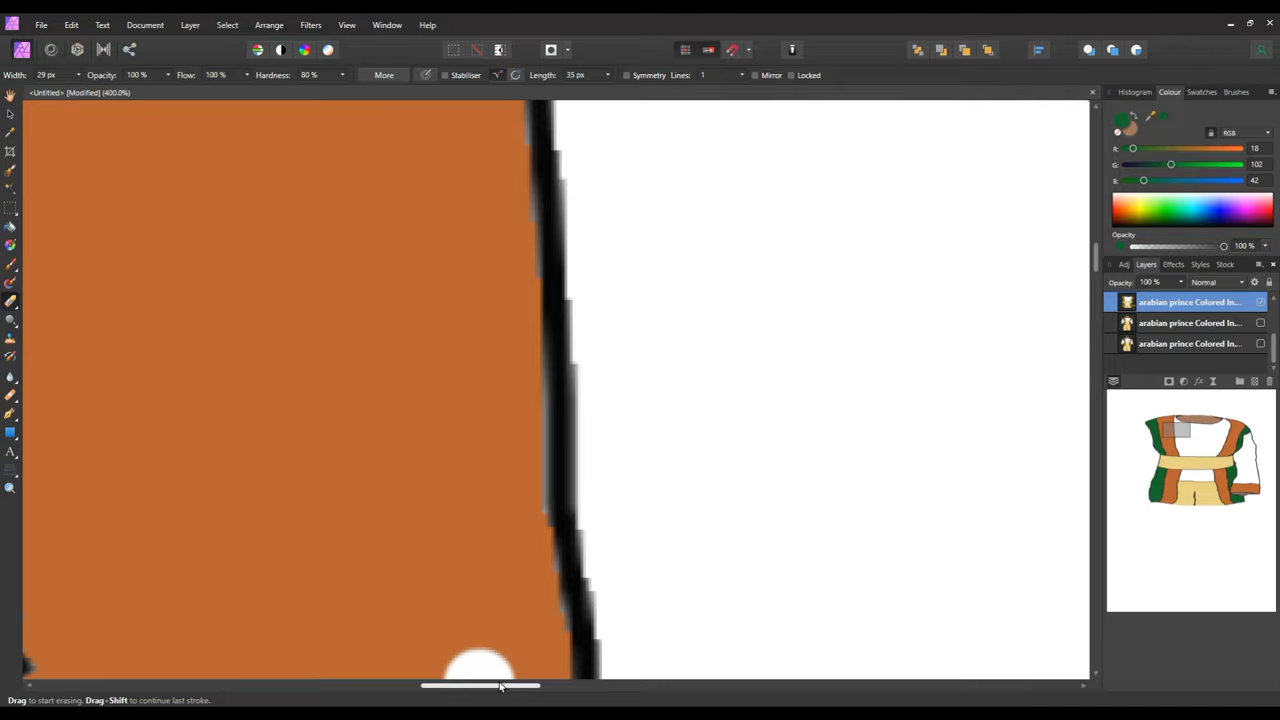 File Edit Text Document Layer Select Arrange Filters View Window Help
Width: 29 px Opacity: 100 % Flow: 100 % Hardness: 80 % More Stabiliser Length: 35 px Symmetry Lines: 1 Mirror Locked
<Untitled> [Modified] (400.0%)
Histogram Colour Swatches Brushes
RGB
R: 18
G: 102
B: 42
Opacity
100 %
Adj Layers Effects Styles Stock
Opacity: 100 % Normal
arabian prince Colored In...
arabian prince Colored In...
arabian prince Colored In...
A
Drag to start erasing. Drag+Shift to continue last stroke.